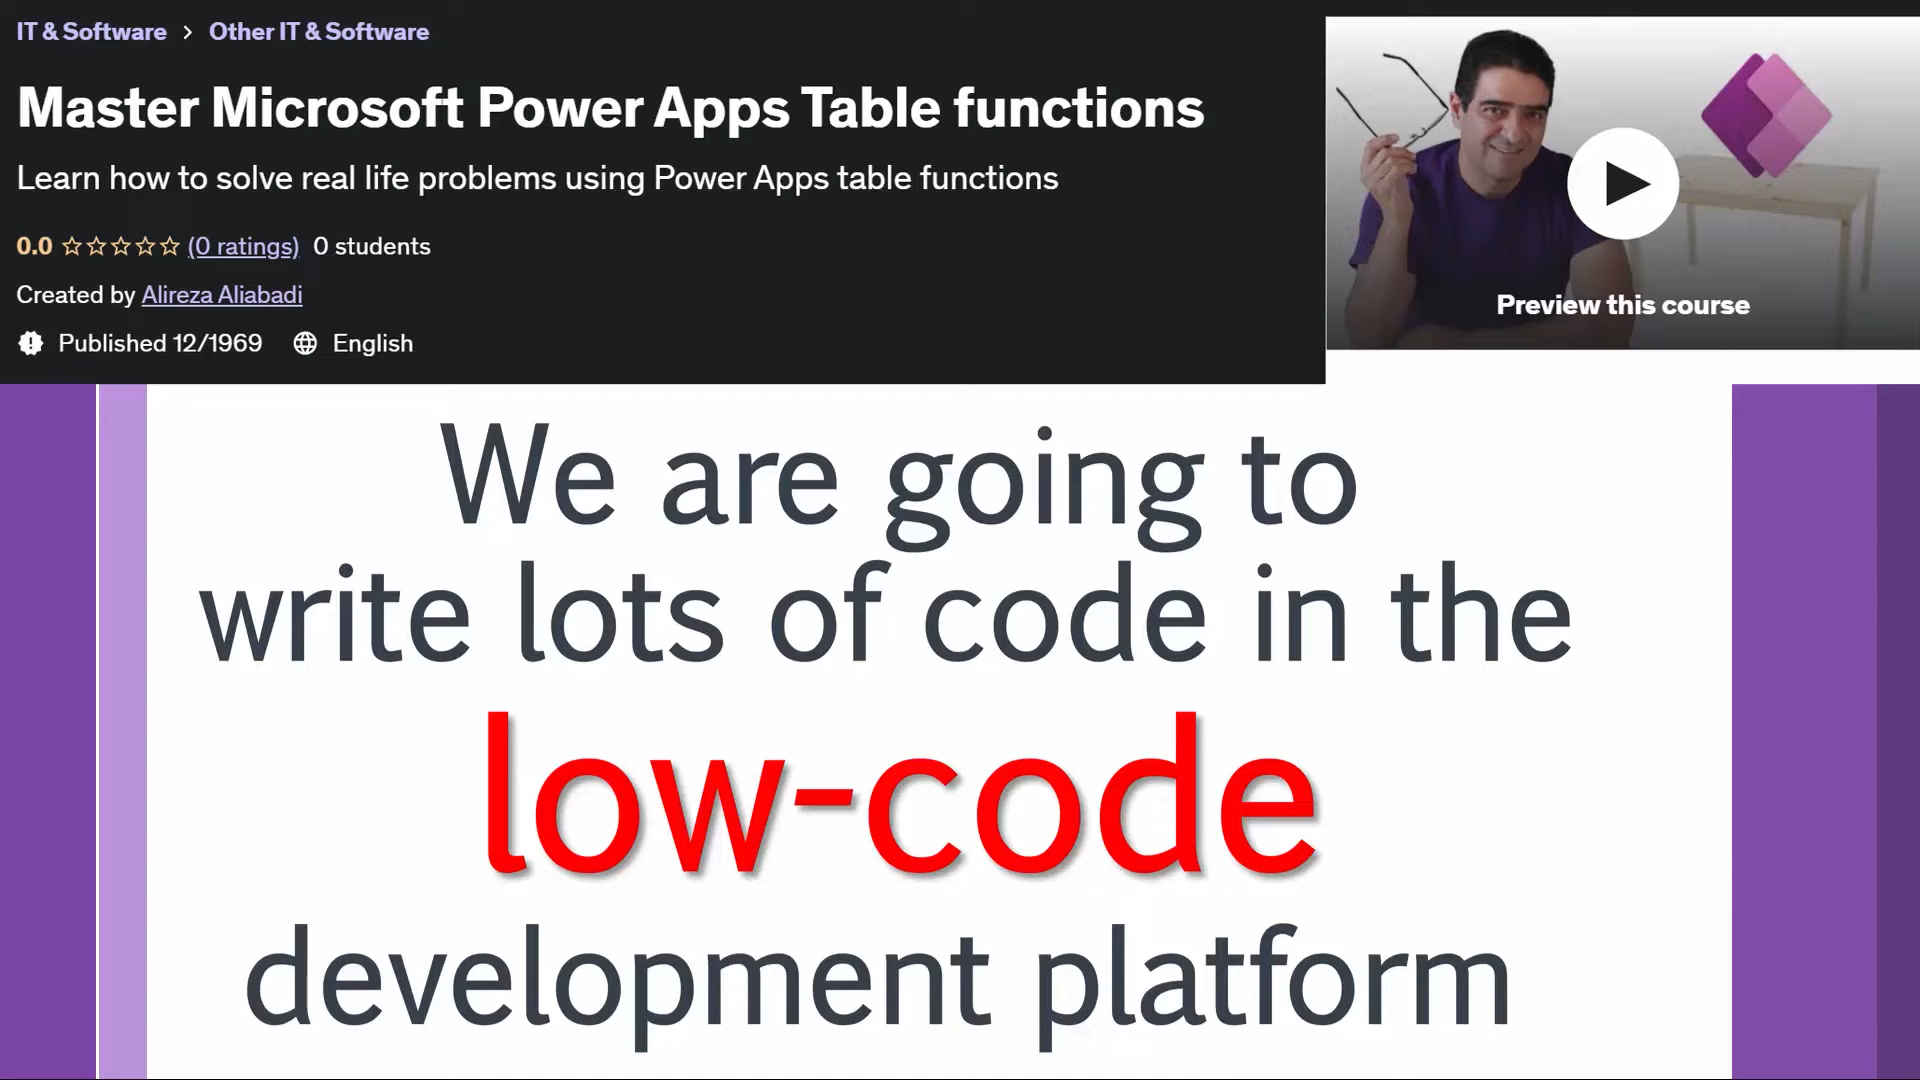 IT & Software > Other IT & Software
Master Microsoft Power Apps Table functions
Learn how to solve real life problems using Power Apps table functions
0.0 ☆☆☆☆☆ (0 ratings) 0 students
Created by Alireza Aliabadi
Published 12/1969 English
Preview this course
We are going to
write lots of code in the
low-code
development platform